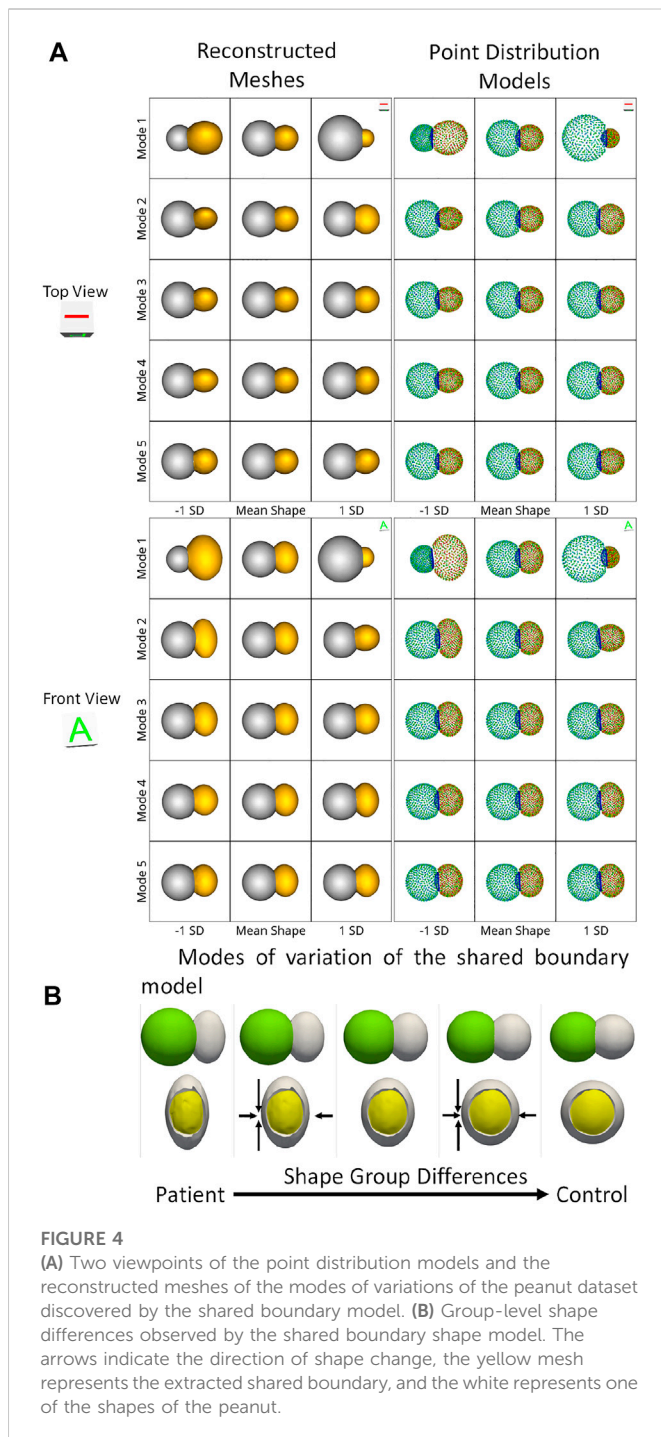 A
Reconstructed Meshes
Point Distribution Models
Top View
Mode 1
Mode 2
Mode 3
Mode 4
Mode 5
-1 SD Mean Shape 1 SD -1 SD Mean Shape 1 SD
Front View
A
A
Mode 1
Mode 2
Mode 3
Mode 4
Mode 5
-1 SD Mean Shape 1 SD -1 SD Mean Shape 1 SD
Modes of variation of the shared boundary
model
B
Shape Group Differences
Patient Control
FIGURE 4
(A) Two viewpoints of the point distribution models and the
reconstructed meshes of the modes of variations of the peanut dataset
discovered by the shared boundary model. (B) Group-level shape
differences observed by the shared boundary shape model. The
arrows indicate the direction of shape change, the yellow mesh
represents the extracted shared boundary, and the white represents one
of the shapes of the peanut.